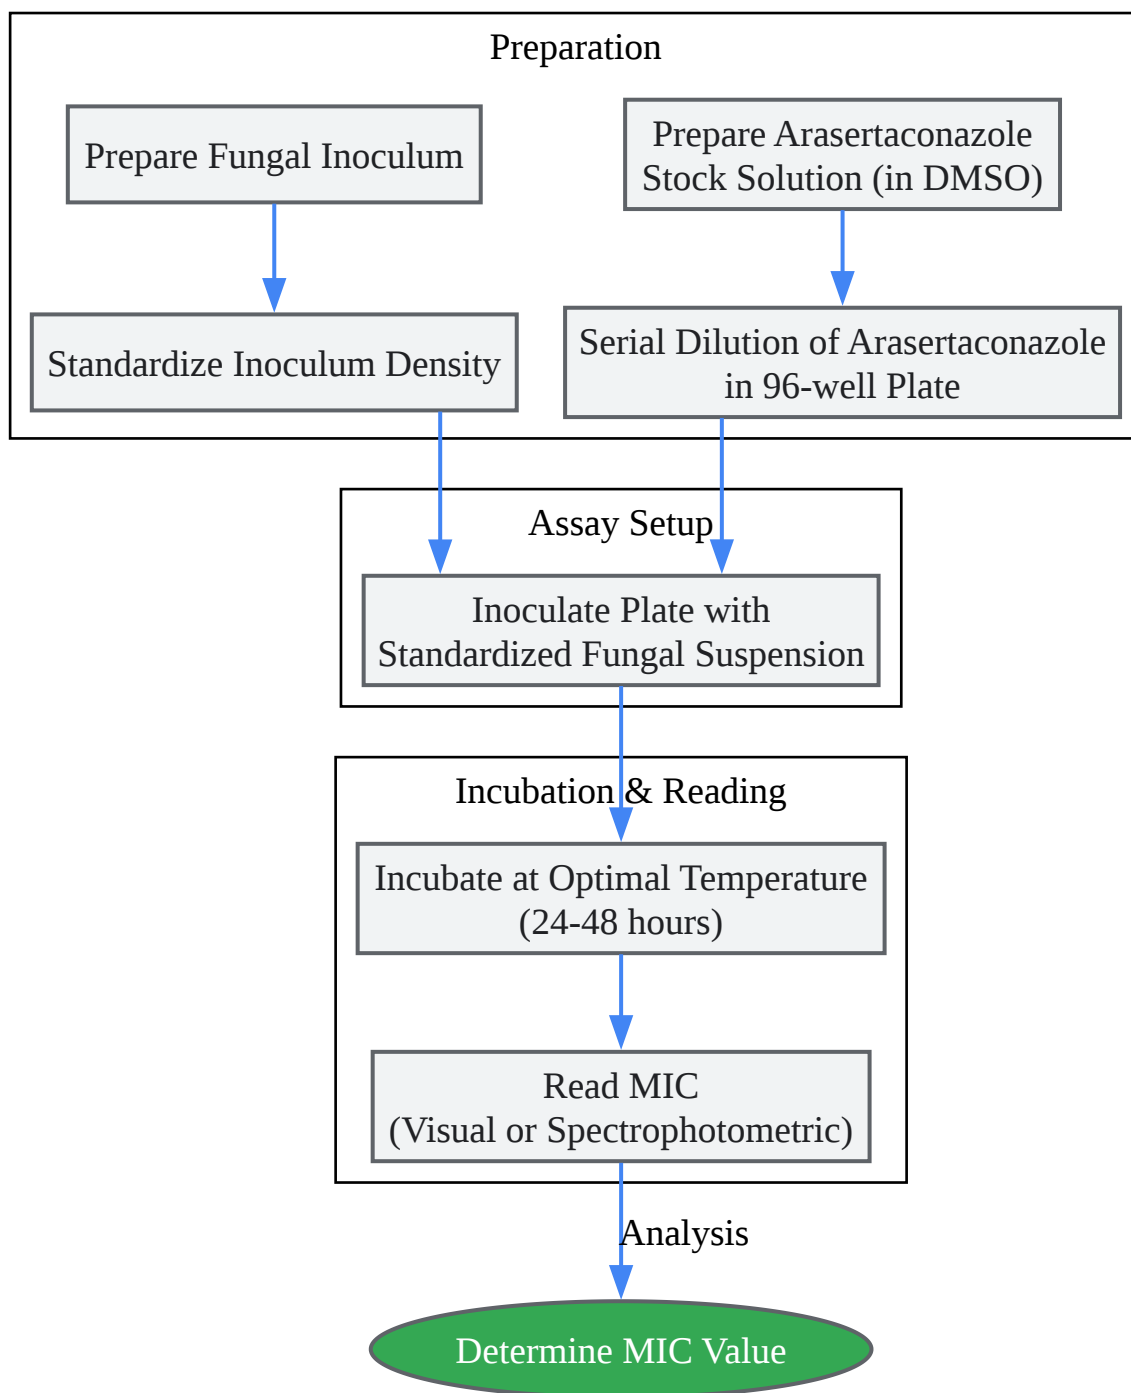 Preparation
Prepare Fungal Inoculum
Prepare Arasertaconazole
Stock Solution (in DMSO)
Standardize Inoculum Density
Serial Dilution of Arasertaconazole
in 96-well Plate
Assay Setup
Inoculate Plate with
Standardized Fungal Suspension
Incubation & Reading
Incubate at Optimal Temperature
(24-48 hours)
Read MIC
(Visual or Spectrophotometric)
Analysis
Determine MIC Value